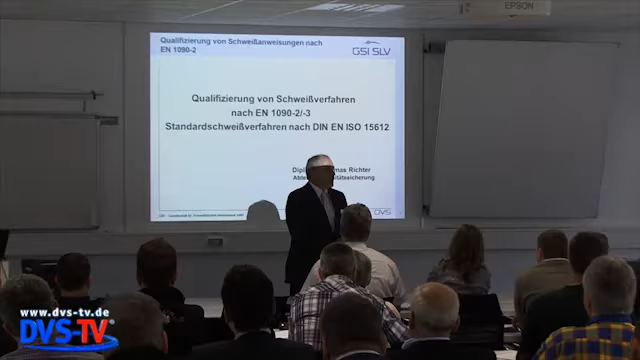 EPSON
Qualifizierung von Schweißanweisungen nach
EN 1090-2
GSI SLV
Qualifizierung von Schweißverfahren
nach EN 1090-2/-3
Standardschweißverfahren nach DIN EN ISO 15612
Richter
DVS
www.dvs-tv.de
DVS-TV